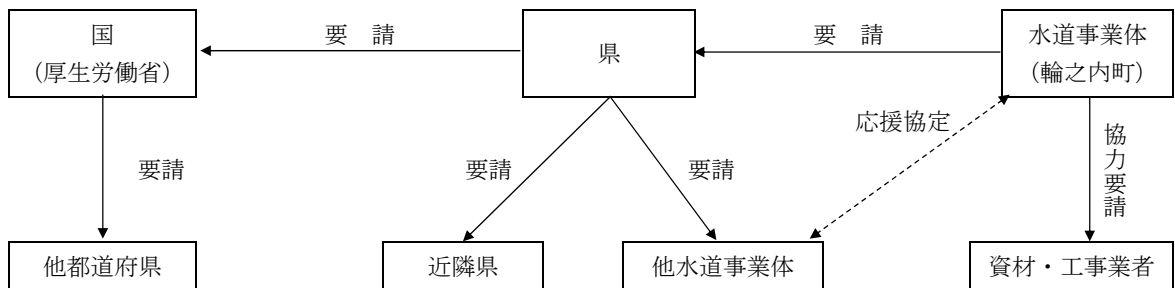 国
（厚生労働省）
要　請
県
要　請
水道事業体
（輪之内町）
応援協定
協力要請
要請
要請
要請
他都道府県
近隣県
他水道事業体
資材・工事業者